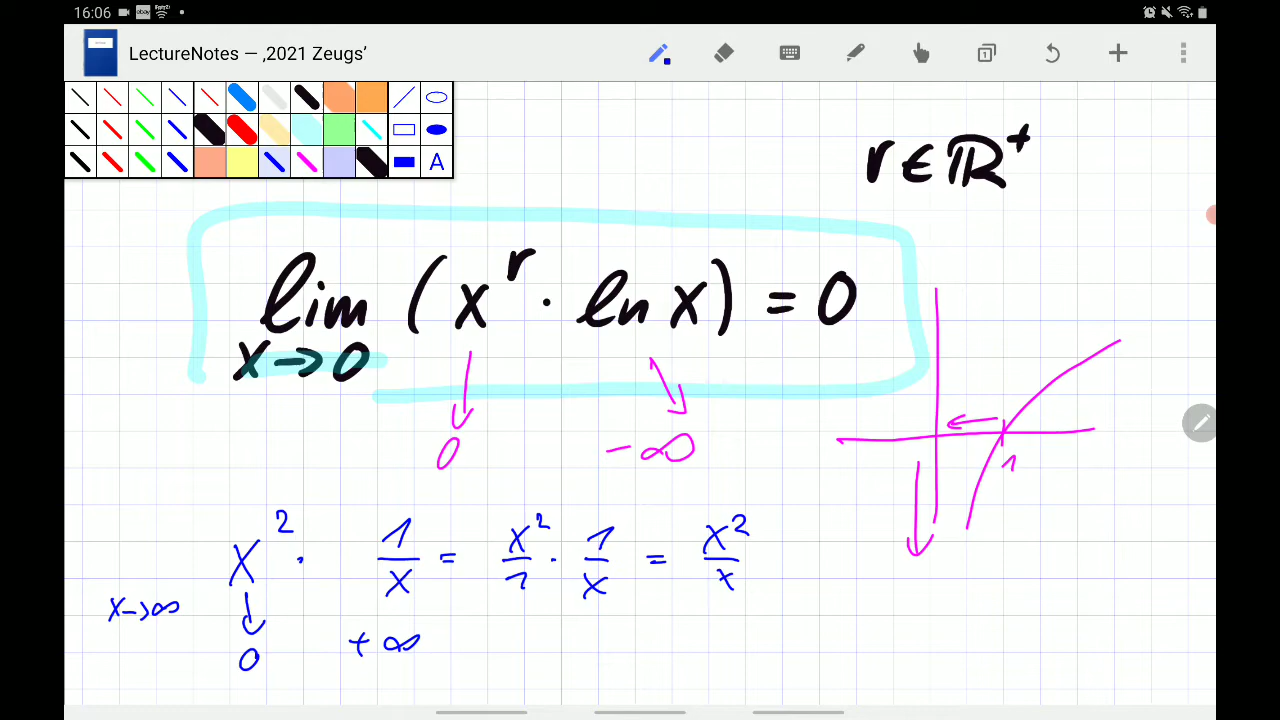 16:06
LectureNotes — ‚2021 Zeugs’
A
r ∈ ℝ⁺
lim (x^r · ln x) = 0
x → 0
0 -∞
1
x² · 1/x = x²/1 · 1/x = x²/x
x → ∞
0 + ∞